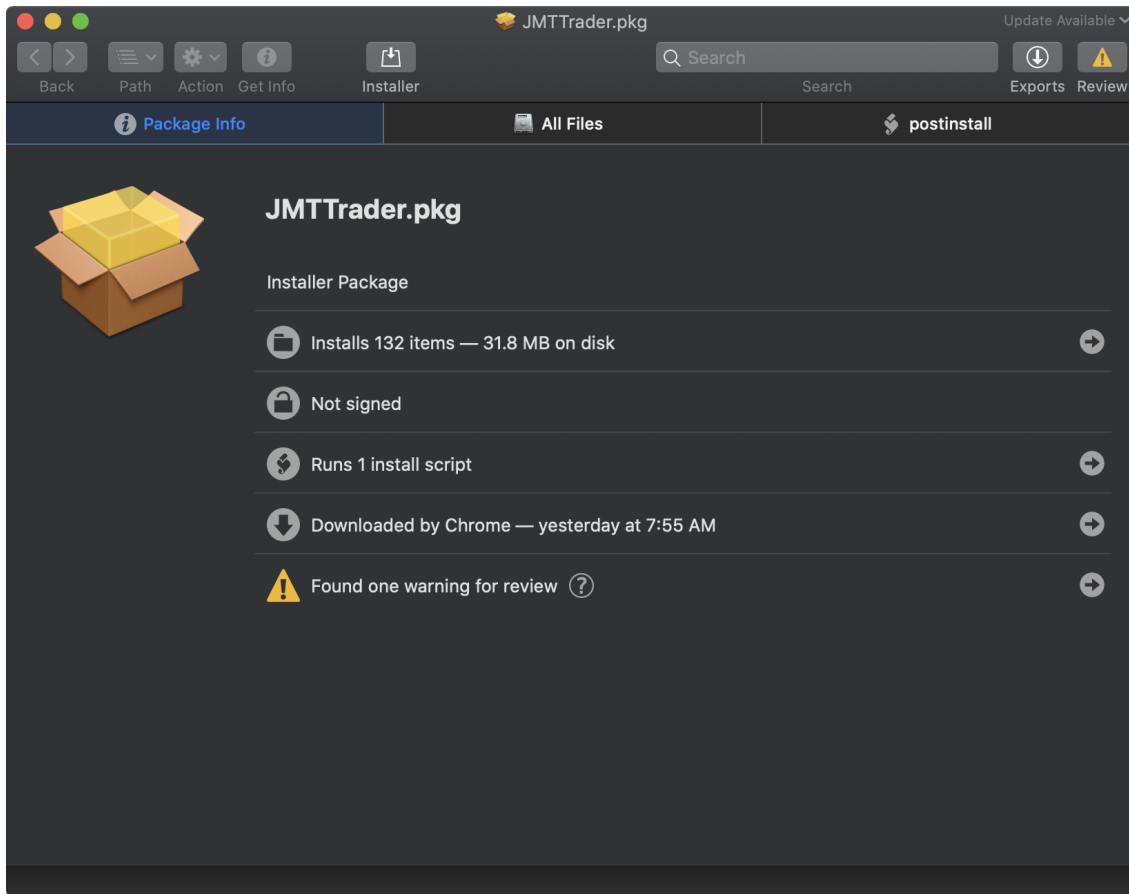 JMTTrader.pkg
Update Available
Back Path Action Get Info Installer Search Search Exports Review
Package Info All Files postinstall
JMTTrader.pkg
Installer Package
Installs 132 items — 31.8 MB on disk
Not signed
Runs 1 install script
Downloaded by Chrome — yesterday at 7:55 AM
Found one warning for review ?